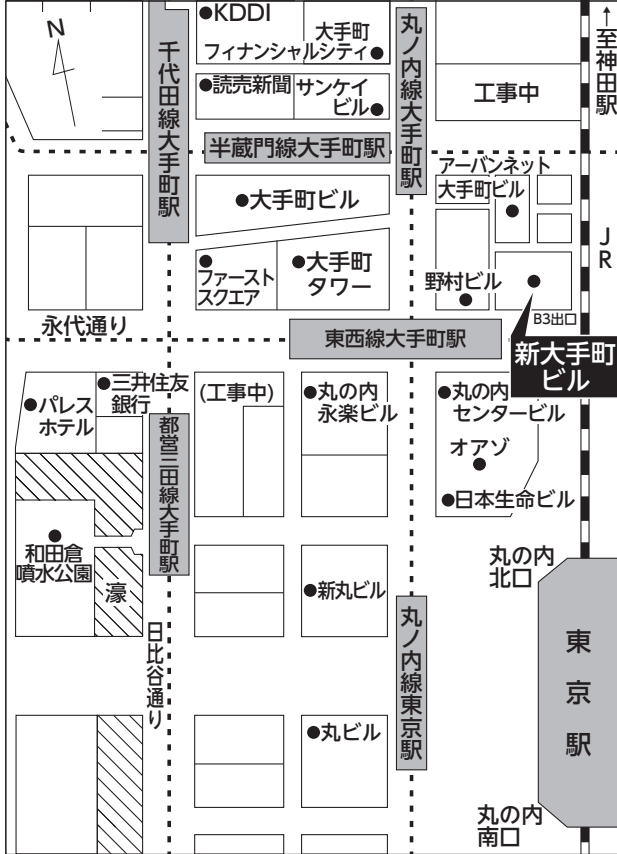 N
●KDDI
大手町
フィナンシャルシティ●
↑至神田駅
千代田線大手町駅
●読売新聞
サンケイ
ビル●
丸ノ内線大手町駅
工事中
半蔵門線大手町駅
アーバンネット
大手町ビル
●大手町ビル
JR
ファースト
スクエア
●大手町
タワー
野村ビル
永代通り
B3出口
東西線大手町駅
新大手町
ビル
●パレス
ホテル
●三井住友
銀行
(工事中)
●丸の内
永楽ビル
●丸の内
センタービル
オアゾ
●日本生命ビル
都営三田線大手町駅
和田倉
噴水公園
濠
●新丸ビル
丸の内
北口
日比谷通り
丸ノ内線東京駅
東京駅
●丸ビル
丸の内
南口